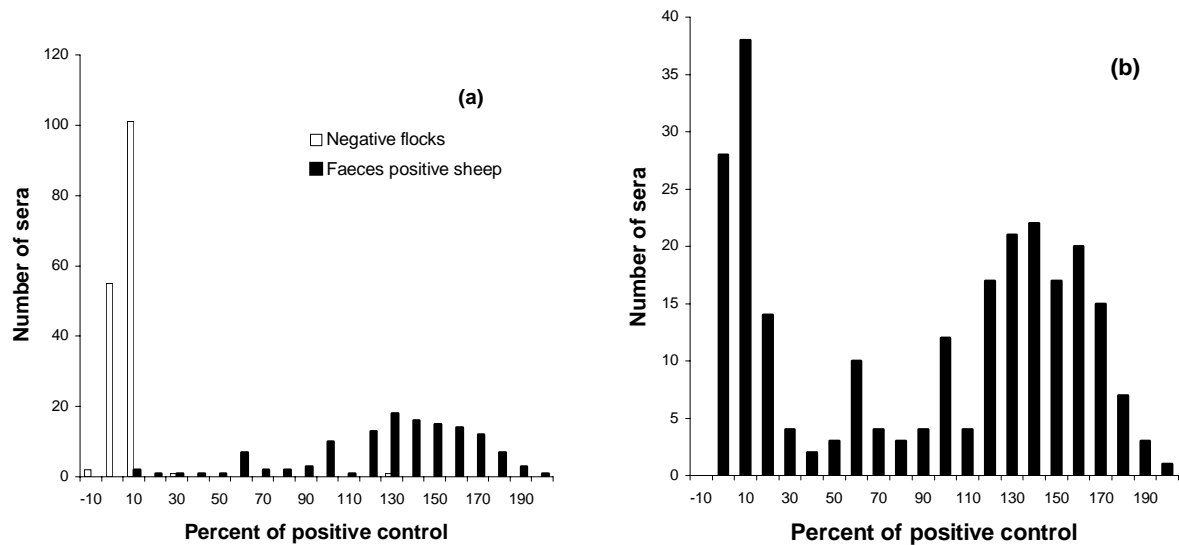 (a)
Number of sera
120
100
80
60
40
20
0
-10 10 30 50 70 90 110 130 150 170 190
Percent of positive control
Negative flocks
Faeces positive sheep
(b)
Number of sera
40
35
30
25
20
15
10
5
0
-10 10 30 50 70 90 110 130 150 170 190
Percent of positive control